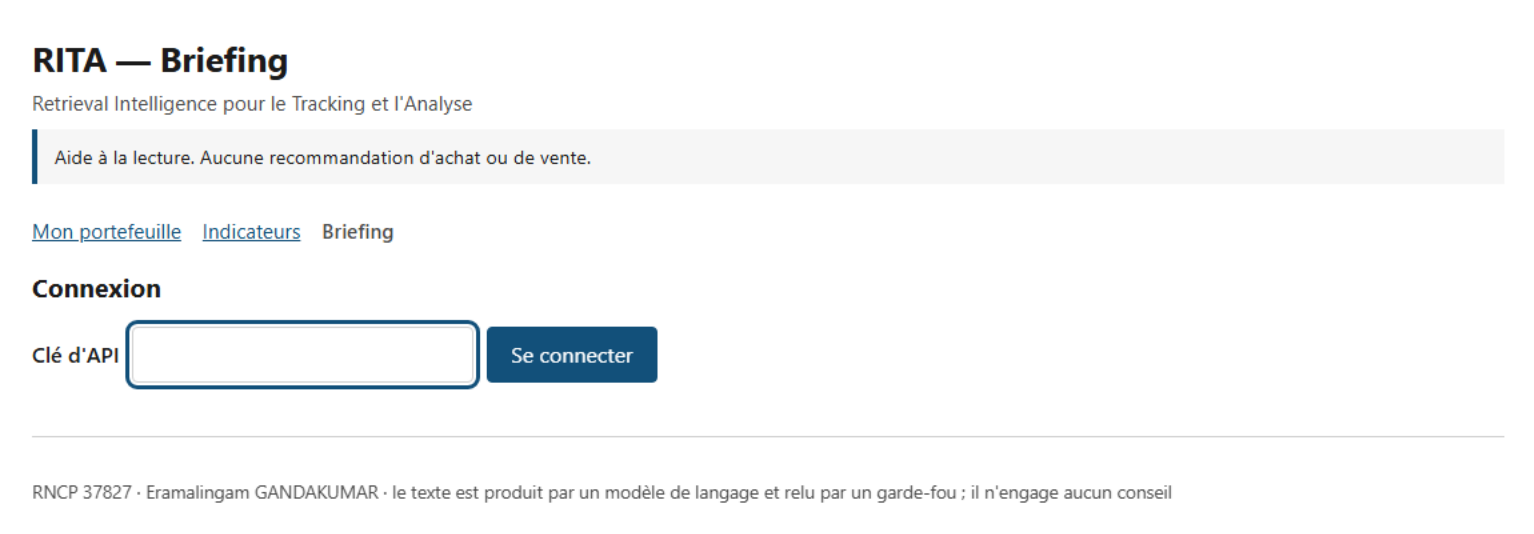 RITA — Briefing
Retrieval Intelligence pour le Tracking et l'Analyse
Aide à la lecture. Aucune recommandation d'achat ou de vente.
Mon portefeuille Indicateurs Briefing
Connexion
Clé d'API Se connecter
RNCP 37827 · Eramalingam GANDAKUMAR · le texte est produit par un modèle de langage et relu par un garde-fou ; il n'engage aucun conseil